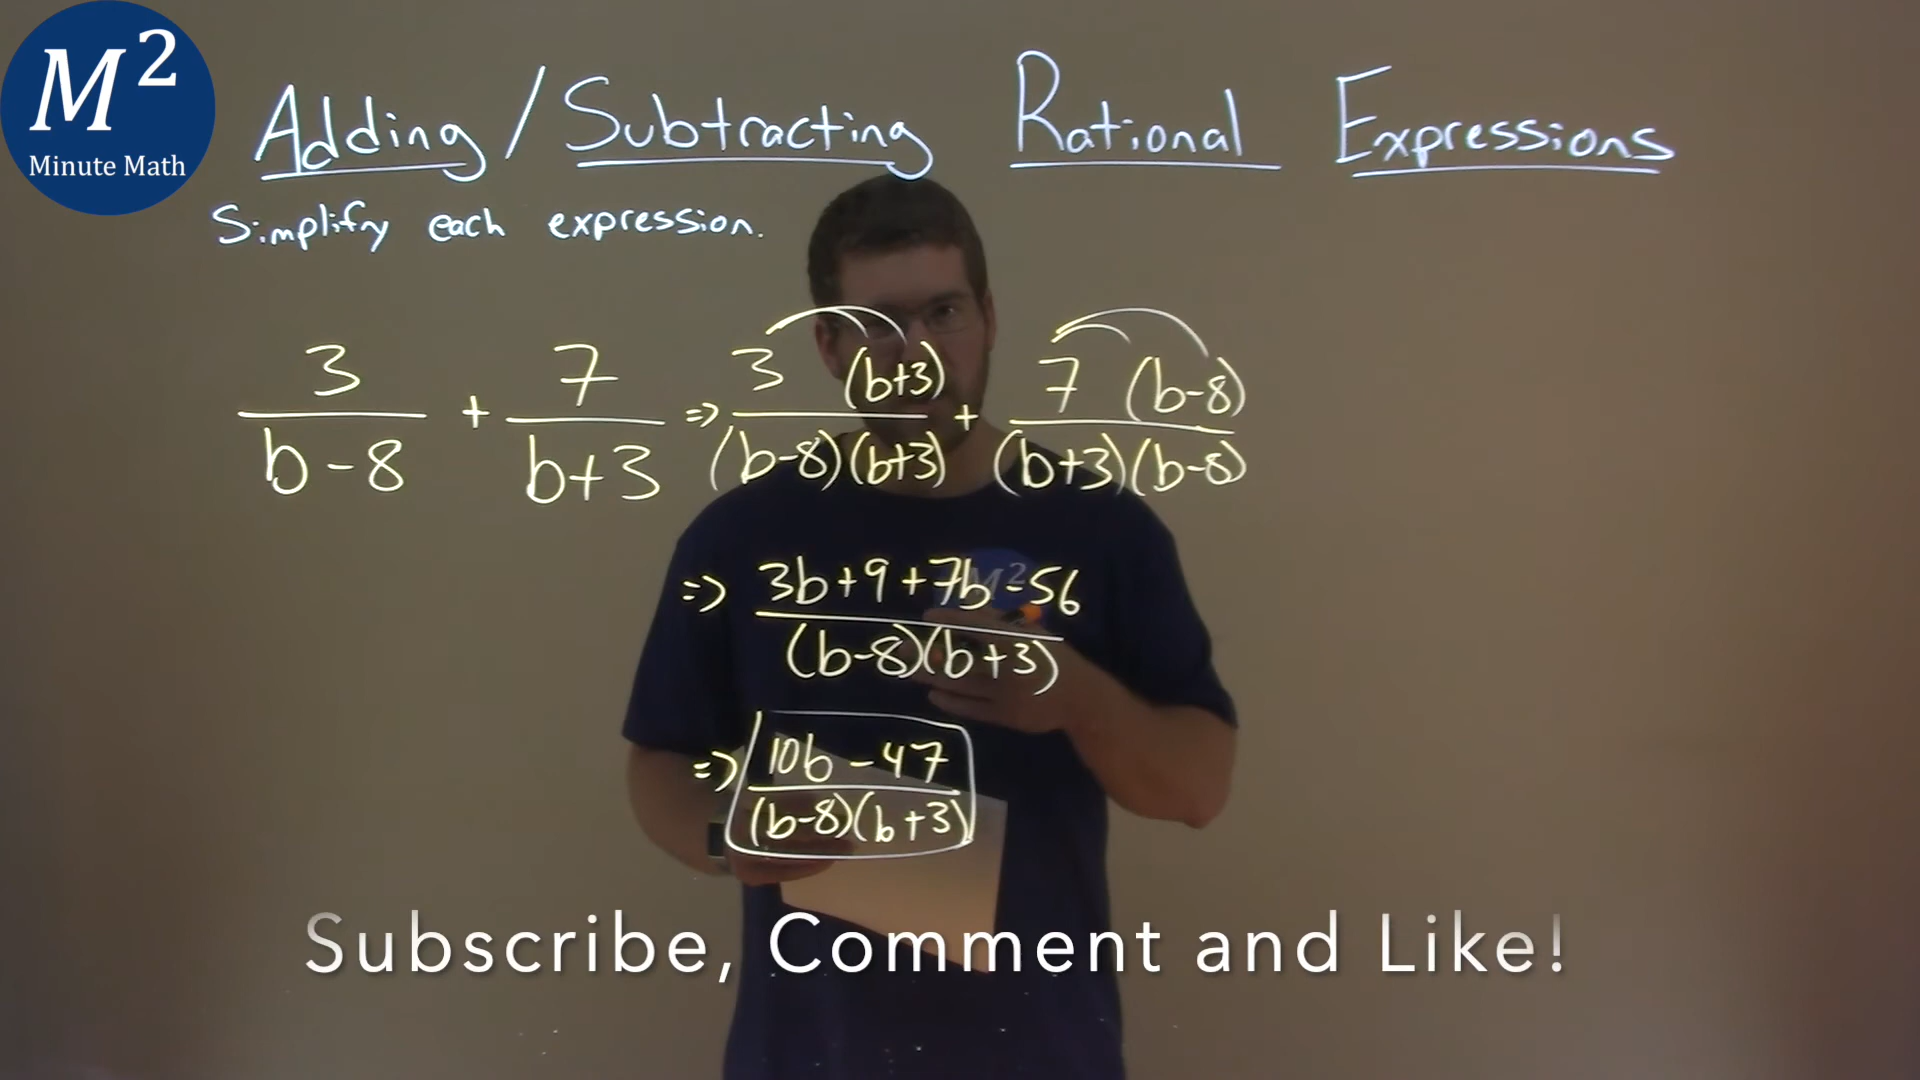 M²
Minute Math
Adding/Subtracting Rational Expressions
Simplify each expression.
3/(b-8) + 7/(b+3) => 3(b+3)/((b-8)(b+3)) + 7(b-8)/((b+3)(b-8))
=> (3b+9+7b-56)/((b-8)(b+3))
=> (10b-47)/((b-8)(b+3))
M²
Subscribe, Comment and Like!